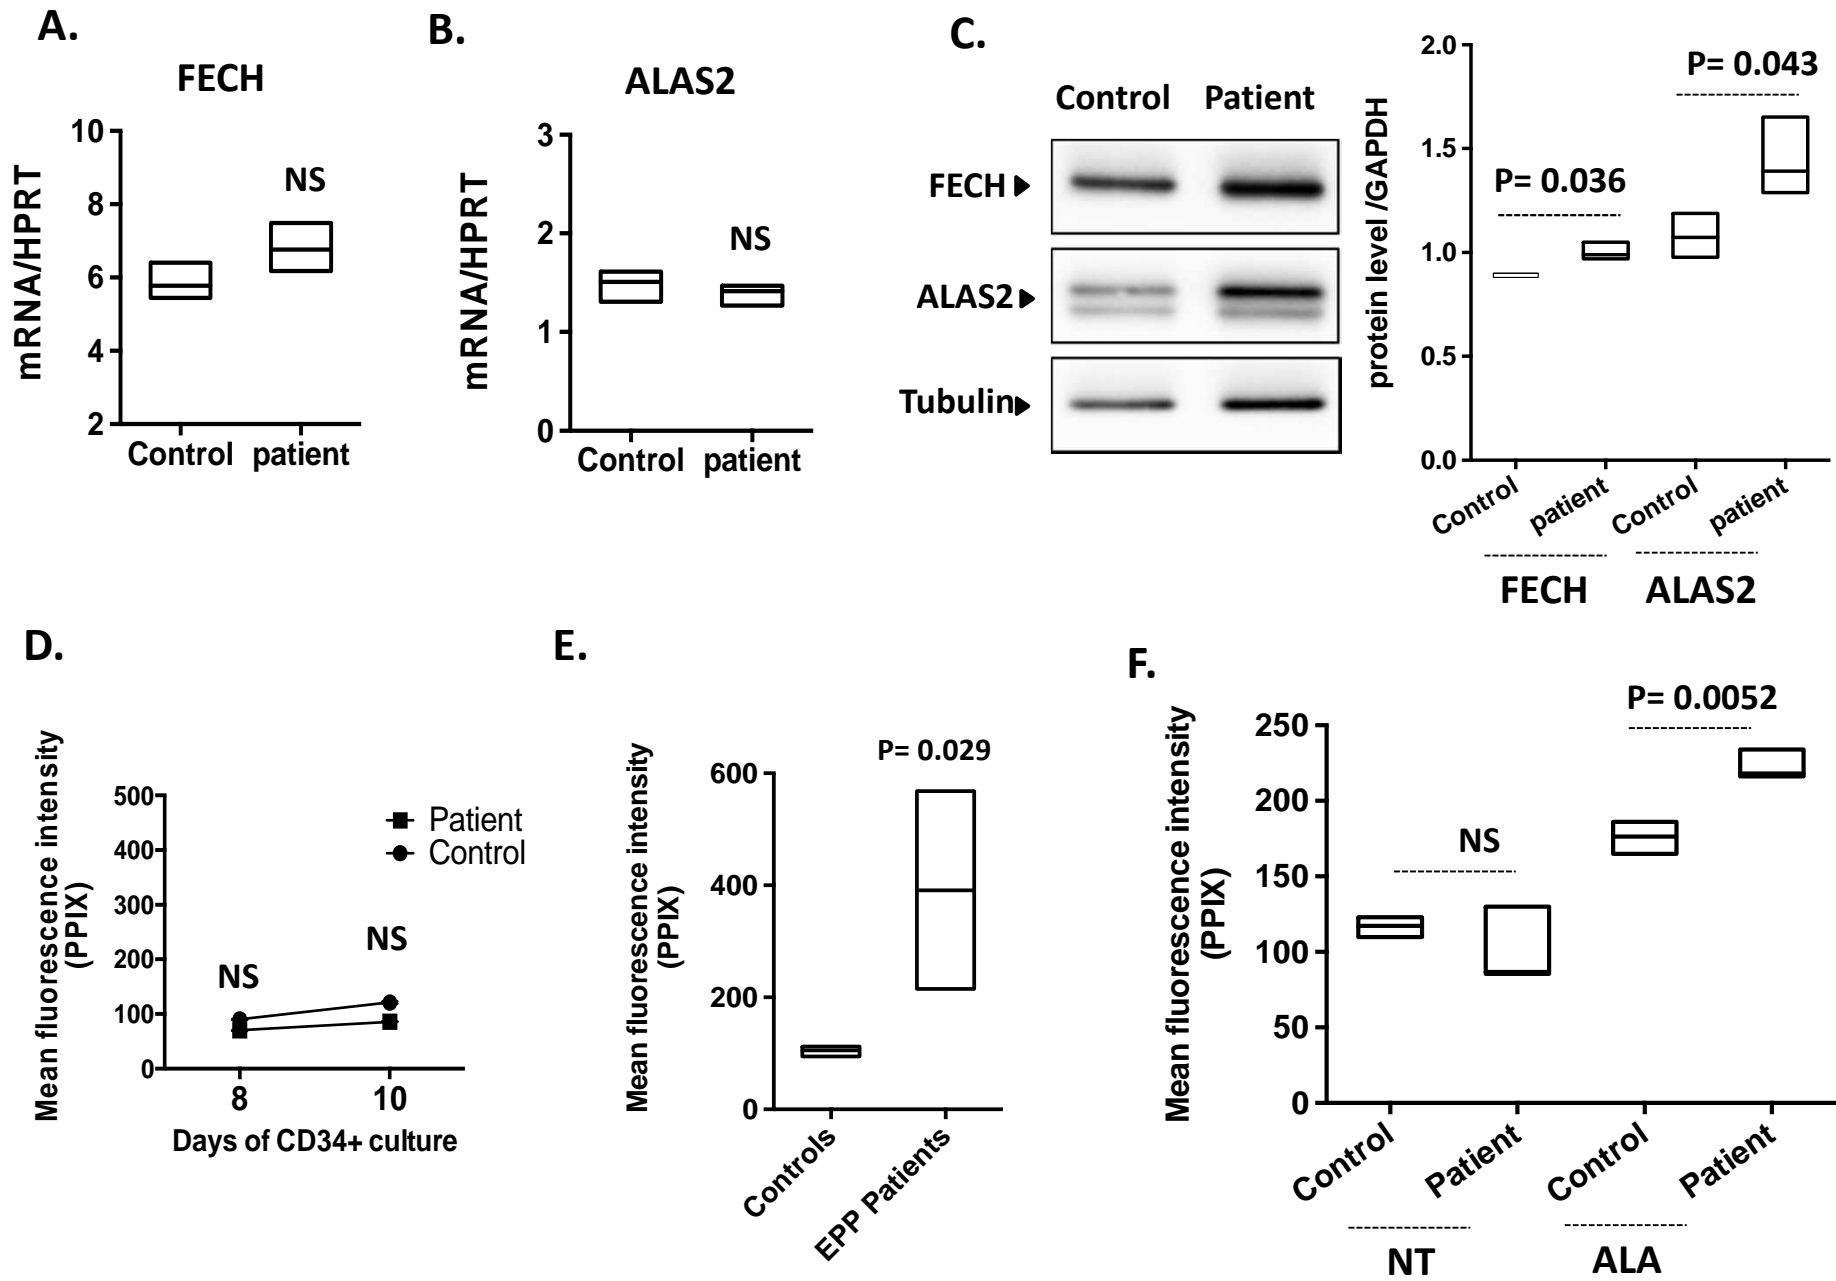 A.
FECH
mRNA/HPRT
10
8
6
4
2
NS
Control patient
B.
ALAS2
mRNA/HPRT
3
2
1
0
NS
Control patient
C.
Control Patient
FECH
ALAS2
Tubulin
protein level /GAPDH
2.0
1.5
1.0
0.5
0.0
P= 0.036
P= 0.043
Control
patient
Control
patient
FECH
ALAS2
D.
Mean fluorescence intensity
(PPIX)
500
400
300
200
100
0
Patient
Control
NS
NS
8
10
Days of CD34+ culture
E.
Mean fluorescence intensity
(PPIX)
600
400
200
0
P= 0.029
Controls
EPP Patients
F.
Mean fluorescence intensity
(PPIX)
250
200
150
100
50
0
NS
P= 0.0052
Control
Patient
Control
Patient
NT
ALA